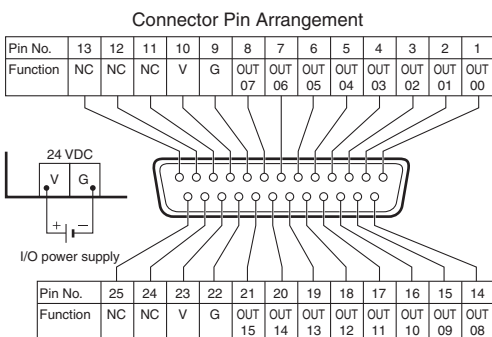 Connector Pin Arrangement
Pin No. 13 12 11 10 9 8 7 6 5 4 3 2 1
Function NC NC NC V G OUT 07 OUT 06 OUT 05 OUT 04 OUT 03 OUT 02 OUT 01 OUT 00
24 VDC
V G
+ −
I/O power supply
Pin No. 25 24 23 22 21 20 19 18 17 16 15 14
Function NC NC V G OUT 15 OUT 14 OUT 13 OUT 12 OUT 11 OUT 10 OUT 09 OUT 08